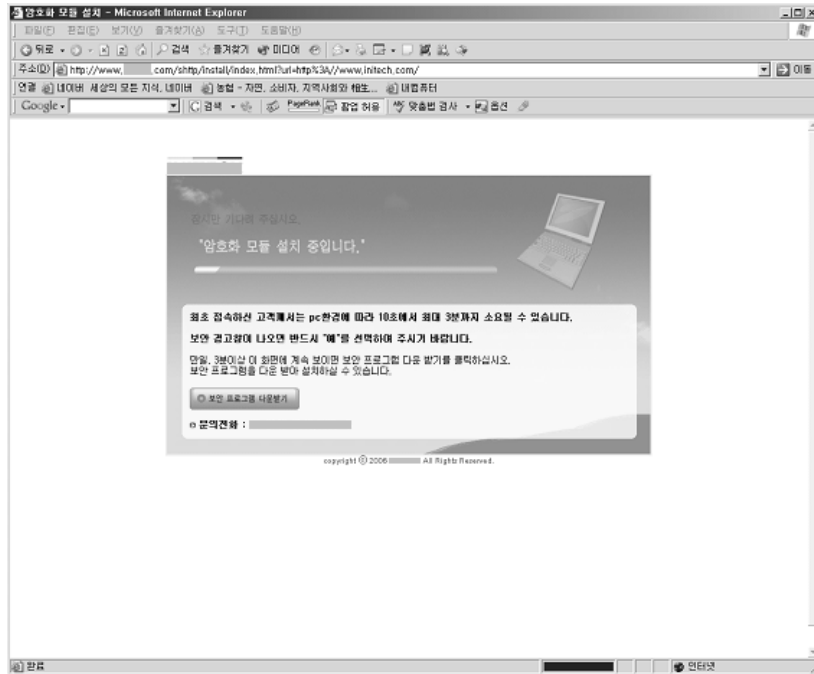 암호화 모듈 설치 - Microsoft Internet Explorer
파일(F) 편집(E) 보기(V) 즐겨찾기(A) 도구(T) 도움말(H)
뒤로 검색 즐겨찾기 미디어
주소(D) http://www, .com/shttp/install/index.html?url=http%3A//www.initech.com/ 이동
연결 네이버 세상의 모든 지식, 네이버 농협 - 자연, 소비자, 지역사회와 相生... 내컴퓨터
Google 검색 PageRank 팝업 허용 맞춤법 검사 옵션
잠시만 기다려 주십시오.
"암호화 모듈 설치 중입니다."
최초 접속하신 고객께서는 pc환경에 따라 10초에서 최대 3분까지 소요될 수 있습니다.
보안 경고창이 나오면 반드시 "예"를 선택하여 주시기 바랍니다.
만일, 3분이상 이 화면에 계속 보이면 보안 프로그램 다운 받기를 클릭하십시오.
보안 프로그램을 다운 받아 설치하실 수 있습니다.
보안 프로그램 다운받기
문의전화 :
copyright ⓒ 2006 All Rights Reserved.
완료 인터넷